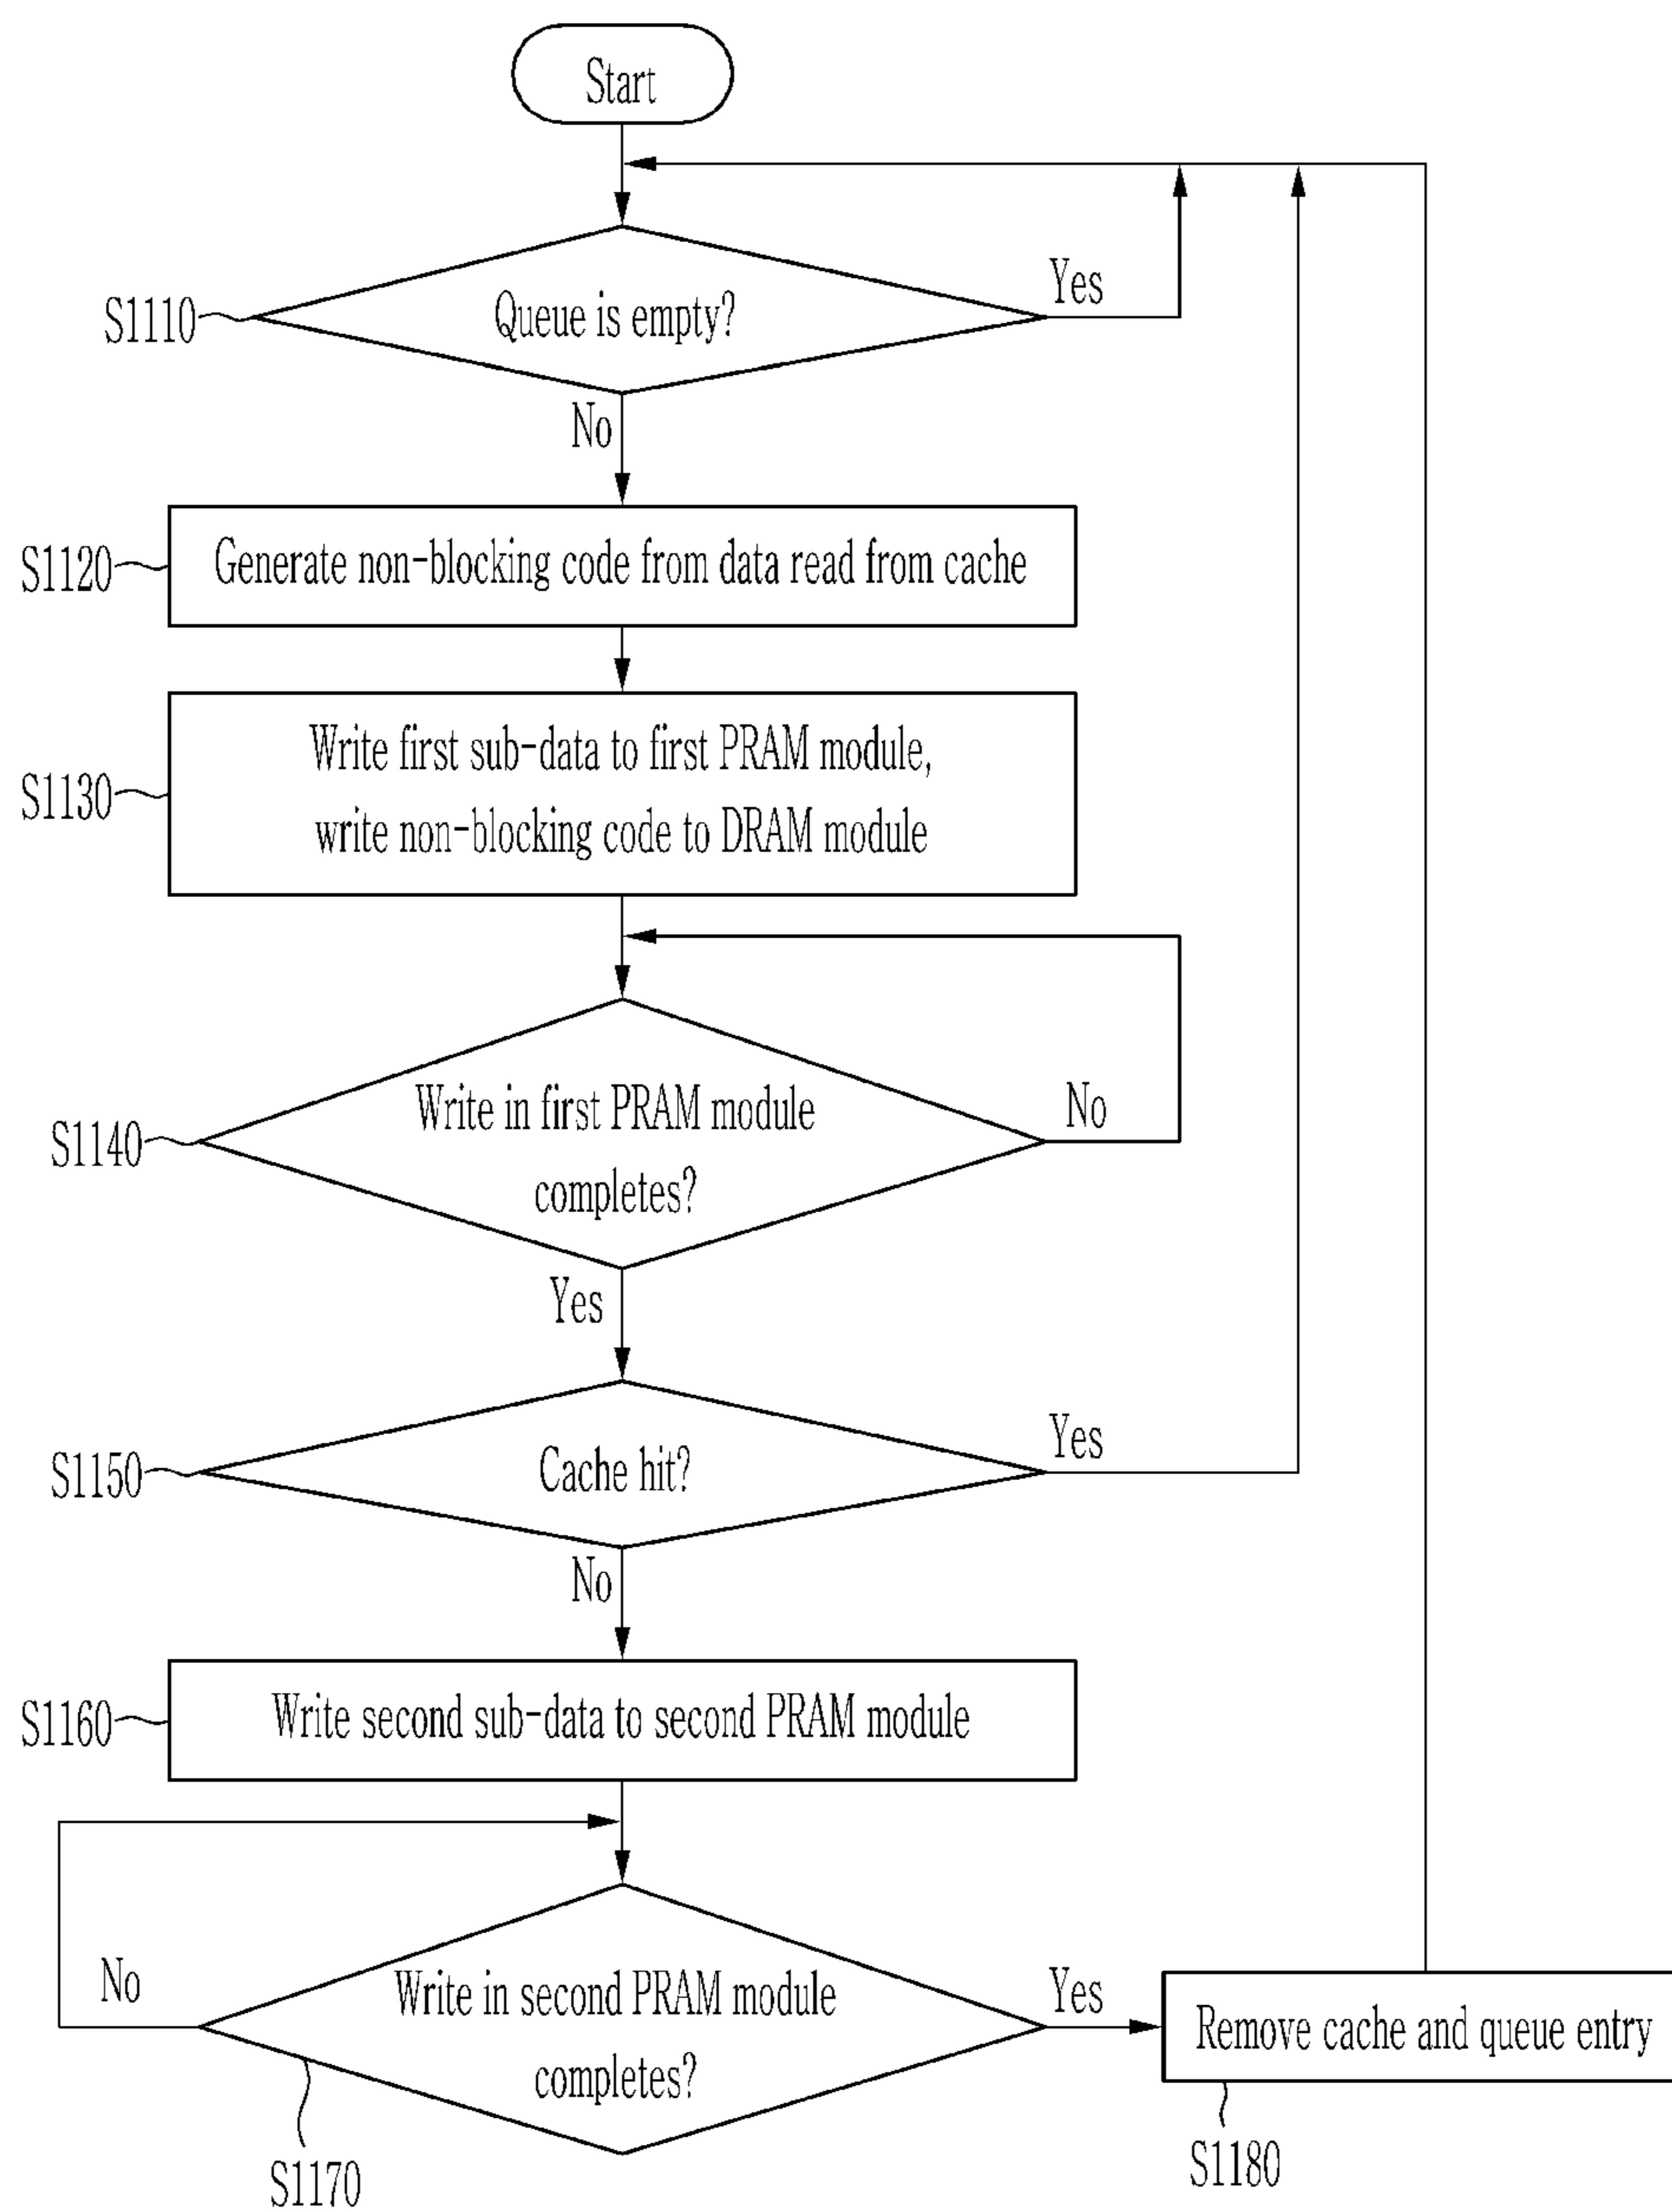 Start
Yes
S1110
Queue is empty?
No
S1120
Generate non-blocking code from data read from cache
Write first sub-data to first PRAM module,
S1130
write non-blocking code to DRAM module
Write in first PRAM module
No
S1140
completes?
Yes
Yes
S1150
Cache hit?
No
S1160
Write second sub-data to second PRAM module
No
Write in second PRAM module
Yes
Remove cache and queue entry
completes?
S1170
S1180